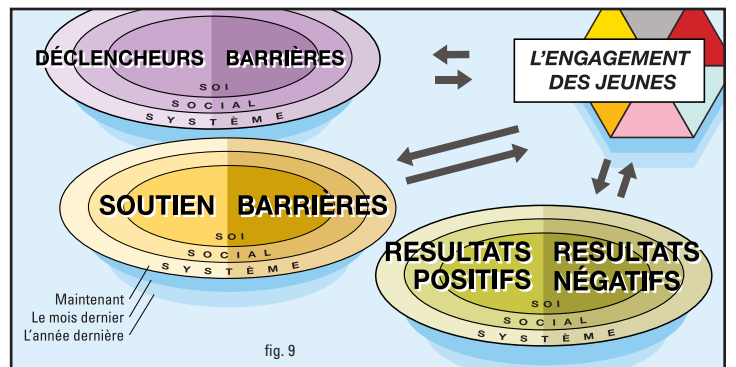 DÉCLENCHEURS BARRIÈRES
SOI
SOCIAL
SYSTÈME
L'ENGAGEMENT
DES JEUNES
SOUTIEN BARRIÈRES
SOI
SOCIAL
SYSTÈME
Maintenant
Le mois dernier
L'année dernière
RESULTATS RESULTATS
POSITIFS NÉGATIFS
SOI
SOCIAL
SYSTÈME
fig. 9